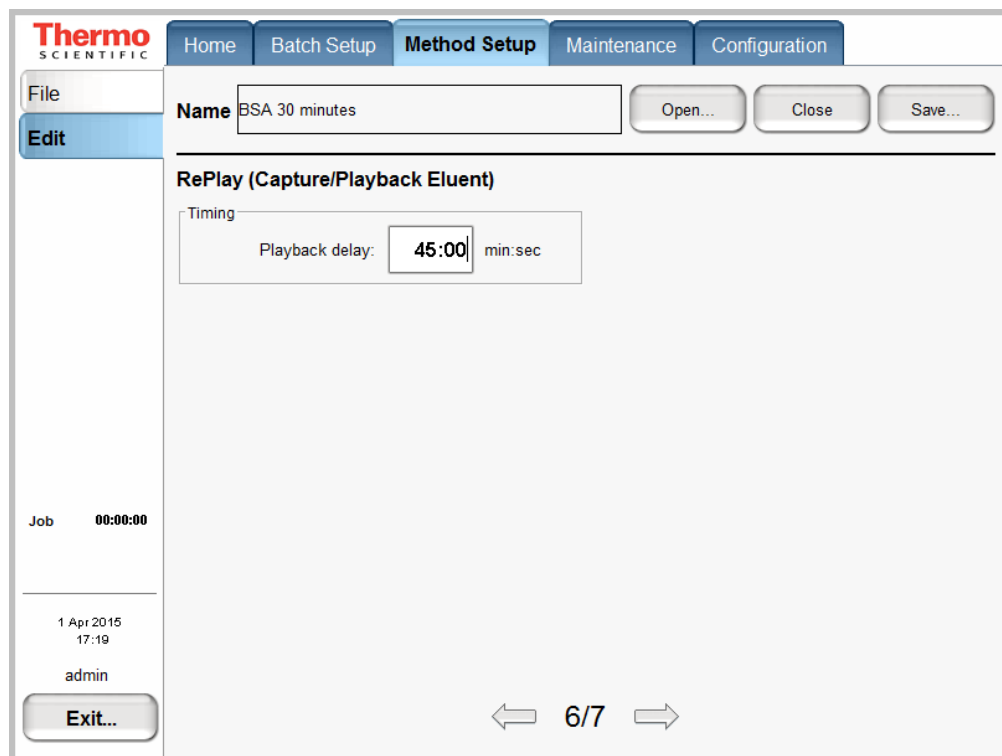 Thermo
SCIENTIFIC
Home
Batch Setup
Method Setup
Maintenance
Configuration
File
Edit
Name BSA 30 minutes
Open...
Close
Save...
RePlay (Capture/Playback Eluent)
Timing
Playback delay: 45:00 min:sec
Job 00:00:00
1 Apr 2015
17:19
admin
Exit...
6/7